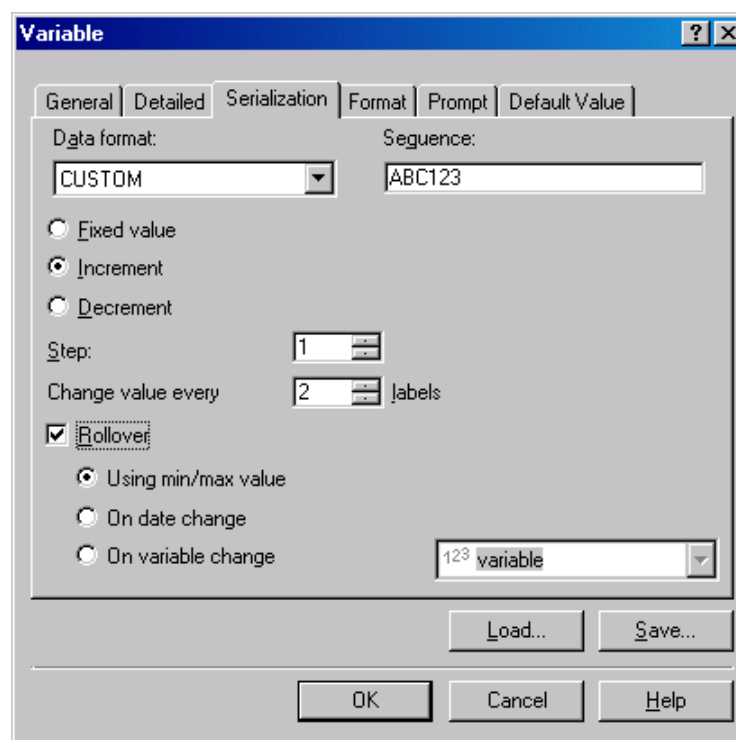 Variable
General Detailed Serialization Format Prompt Default Value
Data format: Seguence:
CUSTOM ABC123
Fixed value
Increment
Decrement
Step: 1
Change value every 2 labels
Rollover
Using min/max value
On date change
On variable change 123 variable
Load... Save...
OK Cancel Help